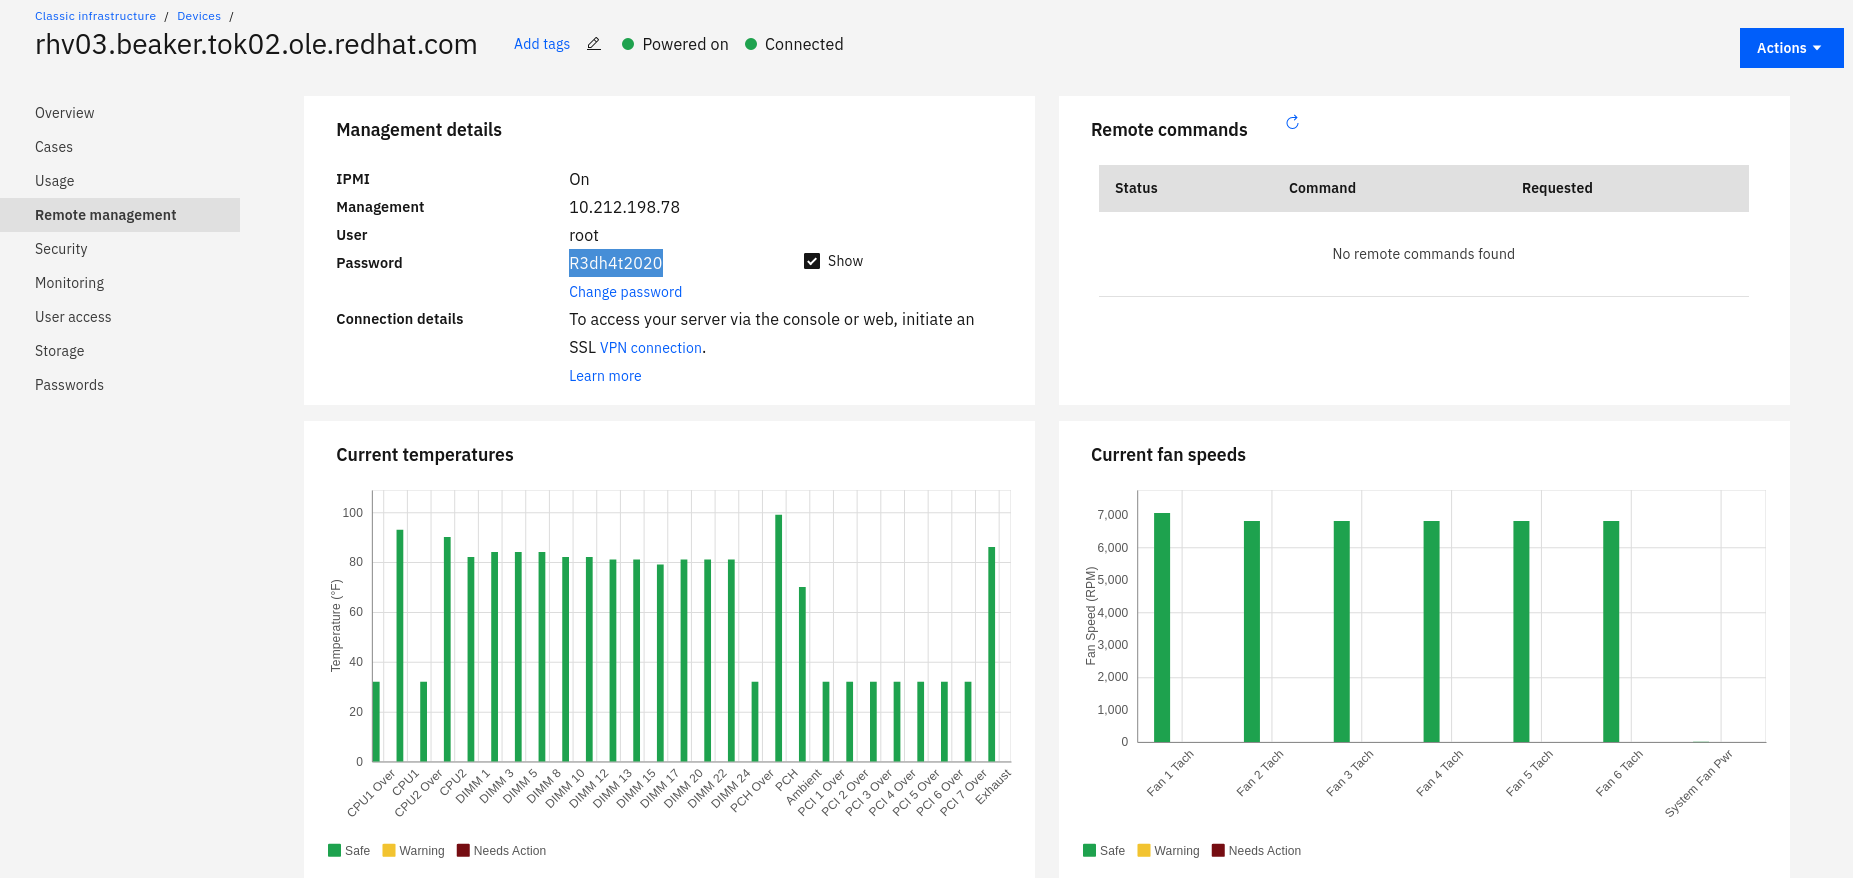 Classic infrastructure / Devices /
rhv03.beaker.tok02.ole.redhat.com
Add tags
Powered on
Connected
Actions
Overview
Cases
Usage
Remote management
Security
Monitoring
User access
Storage
Passwords
Management details
IPMI On
Management 10.212.198.78
User root
Password R3dh4t2020 Show
Change password
Connection details To access your server via the console or web, initiate an
SSL VPN connection.
Learn more
Remote commands
Status Command Requested
No remote commands found
Current temperatures
Temperature (°F)
100
80
60
40
20
0
CPU1 Over
CPU1
CPU2 Over
CPU2
DIMM 1
DIMM 3
DIMM 5
DIMM 8
DIMM 10
DIMM 12
DIMM 13
DIMM 15
DIMM 17
DIMM 20
DIMM 22
DIMM 24
PCH Over
PCH
Ambient
PCI 1 Over
PCI 2 Over
PCI 3 Over
PCI 4 Over
PCI 5 Over
PCI 6 Over
PCI 7 Over
Exhaust
Safe Warning Needs Action
Current fan speeds
Fan Speed (RPM)
7,000
6,000
5,000
4,000
3,000
2,000
1,000
0
Fan 1 Tach
Fan 2 Tach
Fan 3 Tach
Fan 4 Tach
Fan 5 Tach
Fan 6 Tach
System Fan Pwr
Safe Warning Needs Action